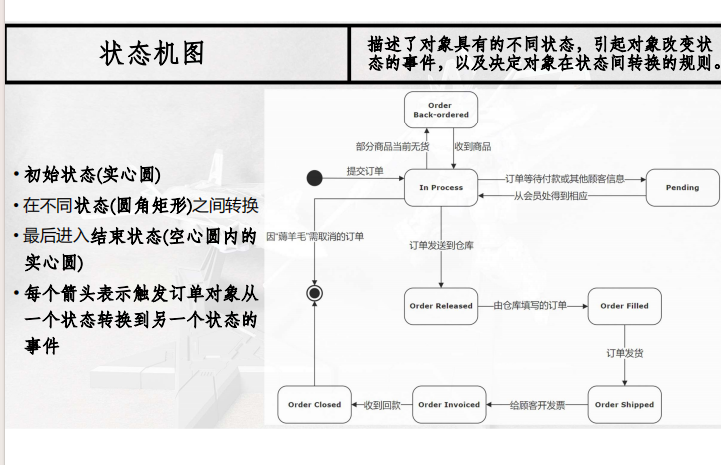 状态机图
描述了对象具有的不同状态，引起对象改变状
态的事件，以及决定对象在状态间转换的规则。
•初始状态(实心圆)
•在不同状态(圆角矩形)之间转换
•最后进入结束状态(空心圆内的
实心圆)
•每个箭头表示触发订单对象从
一个状态转换到另一个状态的
事件
Order
Back-ordered
部分商品当前无货
收到商品
提交订单
In Process
订单等待付款或其他顾客信息
从会员处得到相应
Pending
因"薅羊毛"需取消的订单
订单发送到仓库
Order Released
由仓库填写的订单
Order Filled
订单发货
Order Closed
收到回款
Order Invoiced
给顾客开发票
Order Shipped